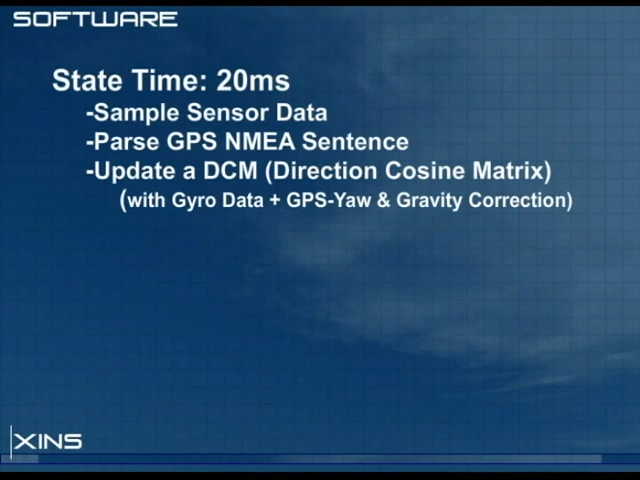 SOFTWARE
State Time: 20ms
-Sample Sensor Data
-Parse GPS NMEA Sentence
-Update a DCM (Direction Cosine Matrix)
(with Gyro Data + GPS-Yaw & Gravity Correction)
XINS